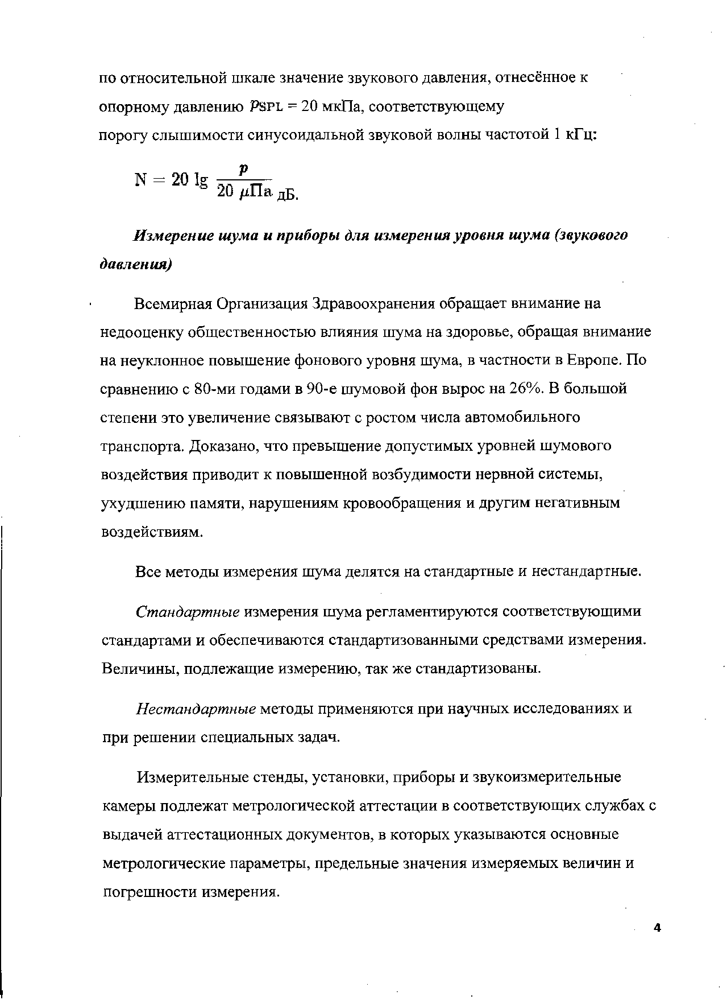 по относительной шкале значение звукового давления, отнесённое к
опорному давлению PSPL = 20 мкПа, соответствующему
порогу слышимости синусоидальной звуковой волны частотой 1 кГц:
N = 20 lg p / 20 μПа дБ.
Измерение шума и приборы для измерения уровня шума (звукового
давления)
Всемирная Организация Здравоохранения обращает внимание на
недооценку общественностью влияния шума на здоровье, обращая внимание
на неуклонное повышение фонового уровня шума, в частности в Европе. По
сравнению с 80-ми годами в 90-е шумовой фон вырос на 26%. В большой
степени это увеличение связывают с ростом числа автомобильного
транспорта. Доказано, что превышение допустимых уровней шумового
воздействия приводит к повышенной возбудимости нервной системы,
ухудшению памяти, нарушениям кровообращения и другим негативным
воздействиям.
Все методы измерения шума делятся на стандартные и нестандартные.
Стандартные измерения шума регламентируются соответствующими
стандартами и обеспечиваются стандартизованными средствами измерения.
Величины, подлежащие измерению, так же стандартизованы.
Нестандартные методы применяются при научных исследованиях и
при решении специальных задач.
Измерительные стенды, установки, приборы и звукоизмерительные
камеры подлежат метрологической аттестации в соответствующих службах с
выдачей аттестационных документов, в которых указываются основные
метрологические параметры, предельные значения измеряемых величин и
погрешности измерения.
4